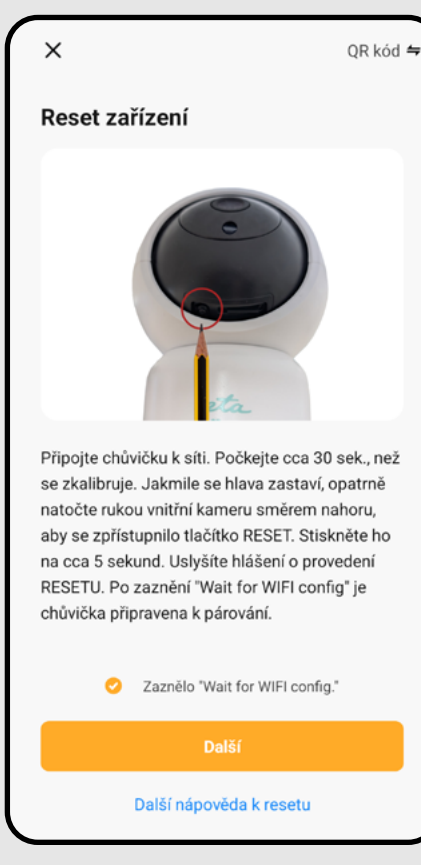 QR kód
Reset zařízení
Připojte chůvičku k síti. Počkejte cca 30 sek., než
se zkalibruje. Jakmile se hlava zastaví, opatrně
natočte rukou vnitřní kameru směrem nahoru,
aby se zpřístupnilo tlačítko RESET. Stiskněte ho
na cca 5 sekund. Uslyšíte hlášení o provedení
RESETU. Po zaznění "Wait for WIFI config" je
chůvička připravena k párování.
Zaznělo "Wait for WIFI config."
Další
Další nápověda k resetu